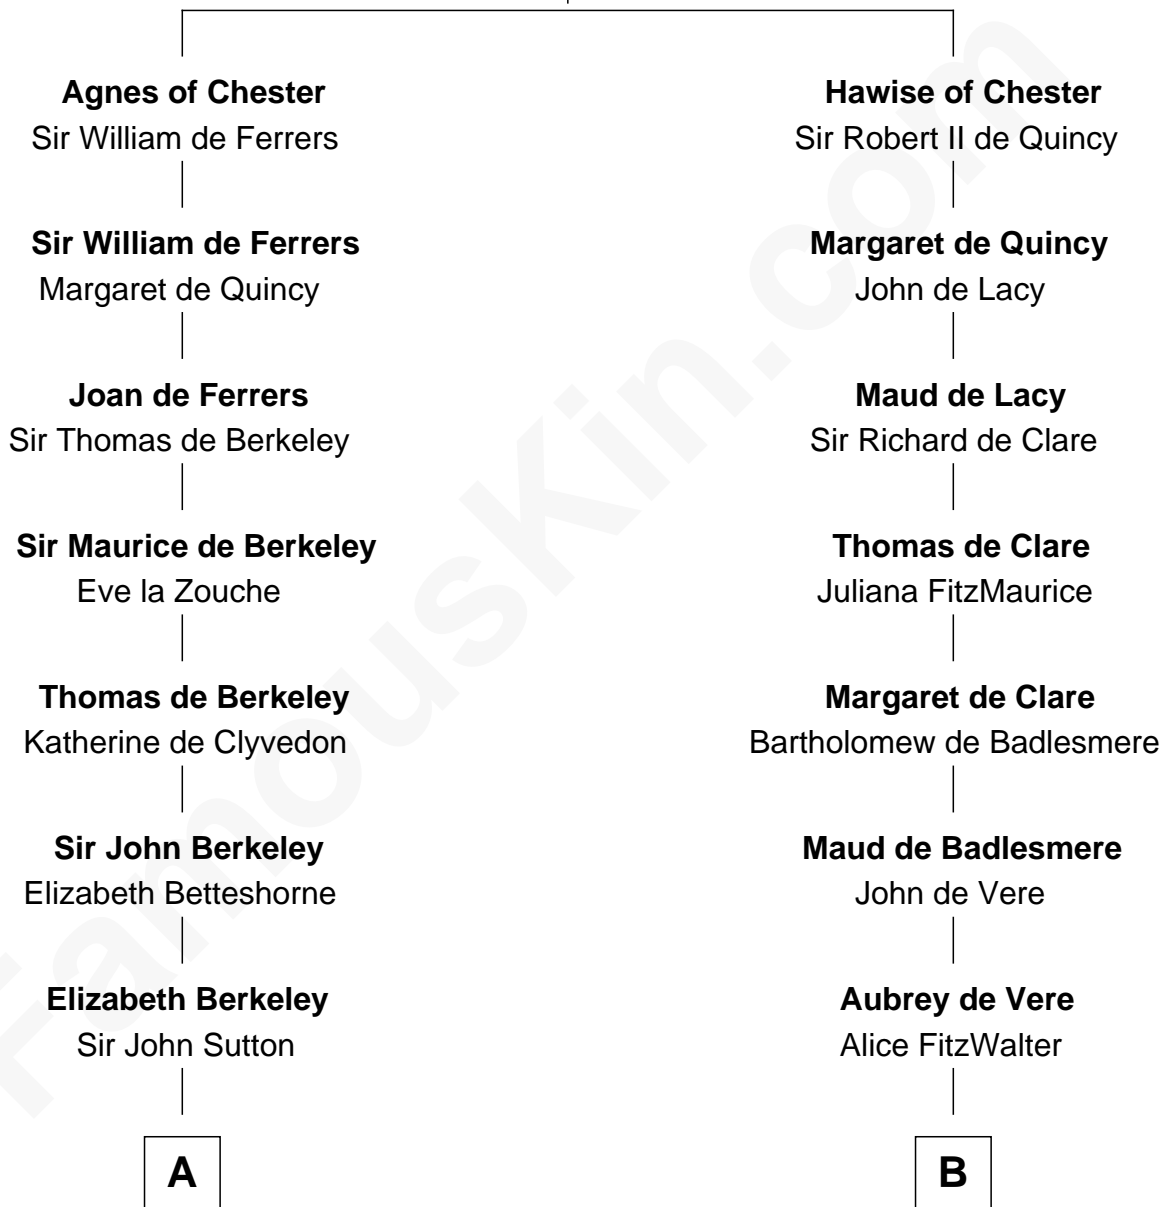 Agnes of Chester
Sir William de Ferrers
Sir William de Ferrers
Margaret de Quincy
Joan de Ferrers
Sir Thomas de Berkeley
Sir Maurice de Berkeley
Eve la Zouche
Thomas de Berkeley
Katherine de Clyvedon
Sir John Berkeley
Elizabeth Betteshorne
Elizabeth Berkeley
Sir John Sutton
A
Hawise of Chester
Sir Robert II de Quincy
Margaret de Quincy
John de Lacy
Maud de Lacy
Sir Richard de Clare
Thomas de Clare
Juliana FitzMaurice
Margaret de Clare
Bartholomew de Badlesmere
Maud de Badlesmere
John de Vere
Aubrey de Vere
Alice FitzWalter
B
FamousKin.com